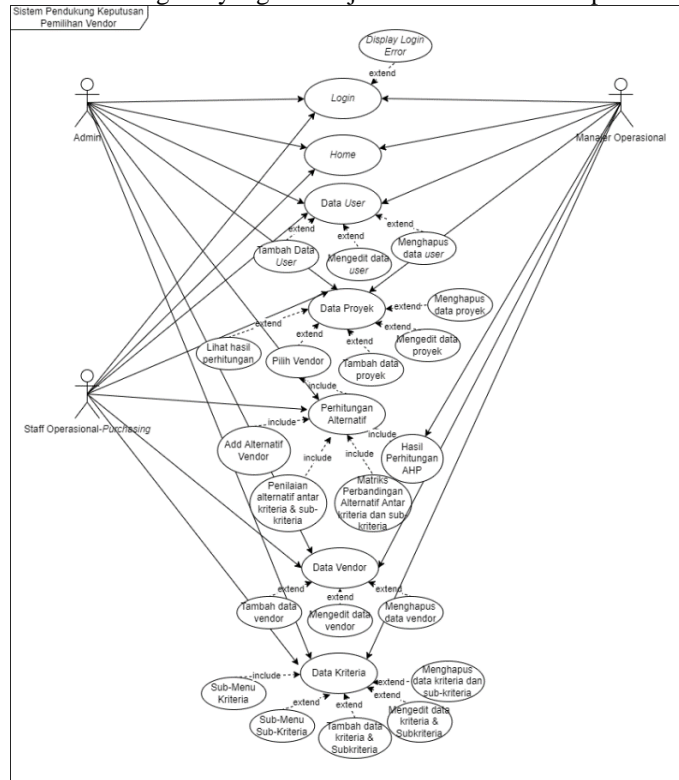 Sistem Pendukung Keputusan
Pemilihan Vendor
Display Login
Error
extend
Login
Admin
Manajer Operasional
Home
Data User
extend
extend
extend
Tambah Data
User
Mengedit data
user
Menghapus
data user
Data Proyek
extend
Menghapus
data proyek
extend
extend
extend
extend
Lihat hasil
perhitungan
Pilih Vendor
Tambah data
proyek
Mengedit data
proyek
include
Perhitungan
Alternatif
Staff Operasional-Purchasing
include
include
Add Alternatif
Vendor
include
include
Hasil
Perhitungan
AHP
Penilaian
alternatif antar
kriteria & sub-
kriteria
Matriks
Perbandingan
Alternatif Antar
kriteria dan sub-
kriteria
Data Vendor
extend
extend
extend
Tambah data
vendor
Mengedit data
vendor
Menghapus
data vendor
Data Kriteria
include
Sub-Menu
Kriteria
extend
Menghapus
data kriteria dan
sub-kriteria
extend
extend
extend
Sub-Menu
Sub-Kriteria
Tambah data
kriteria &
Subkriteria
Mengedit data
kriteria &
Subkriteria